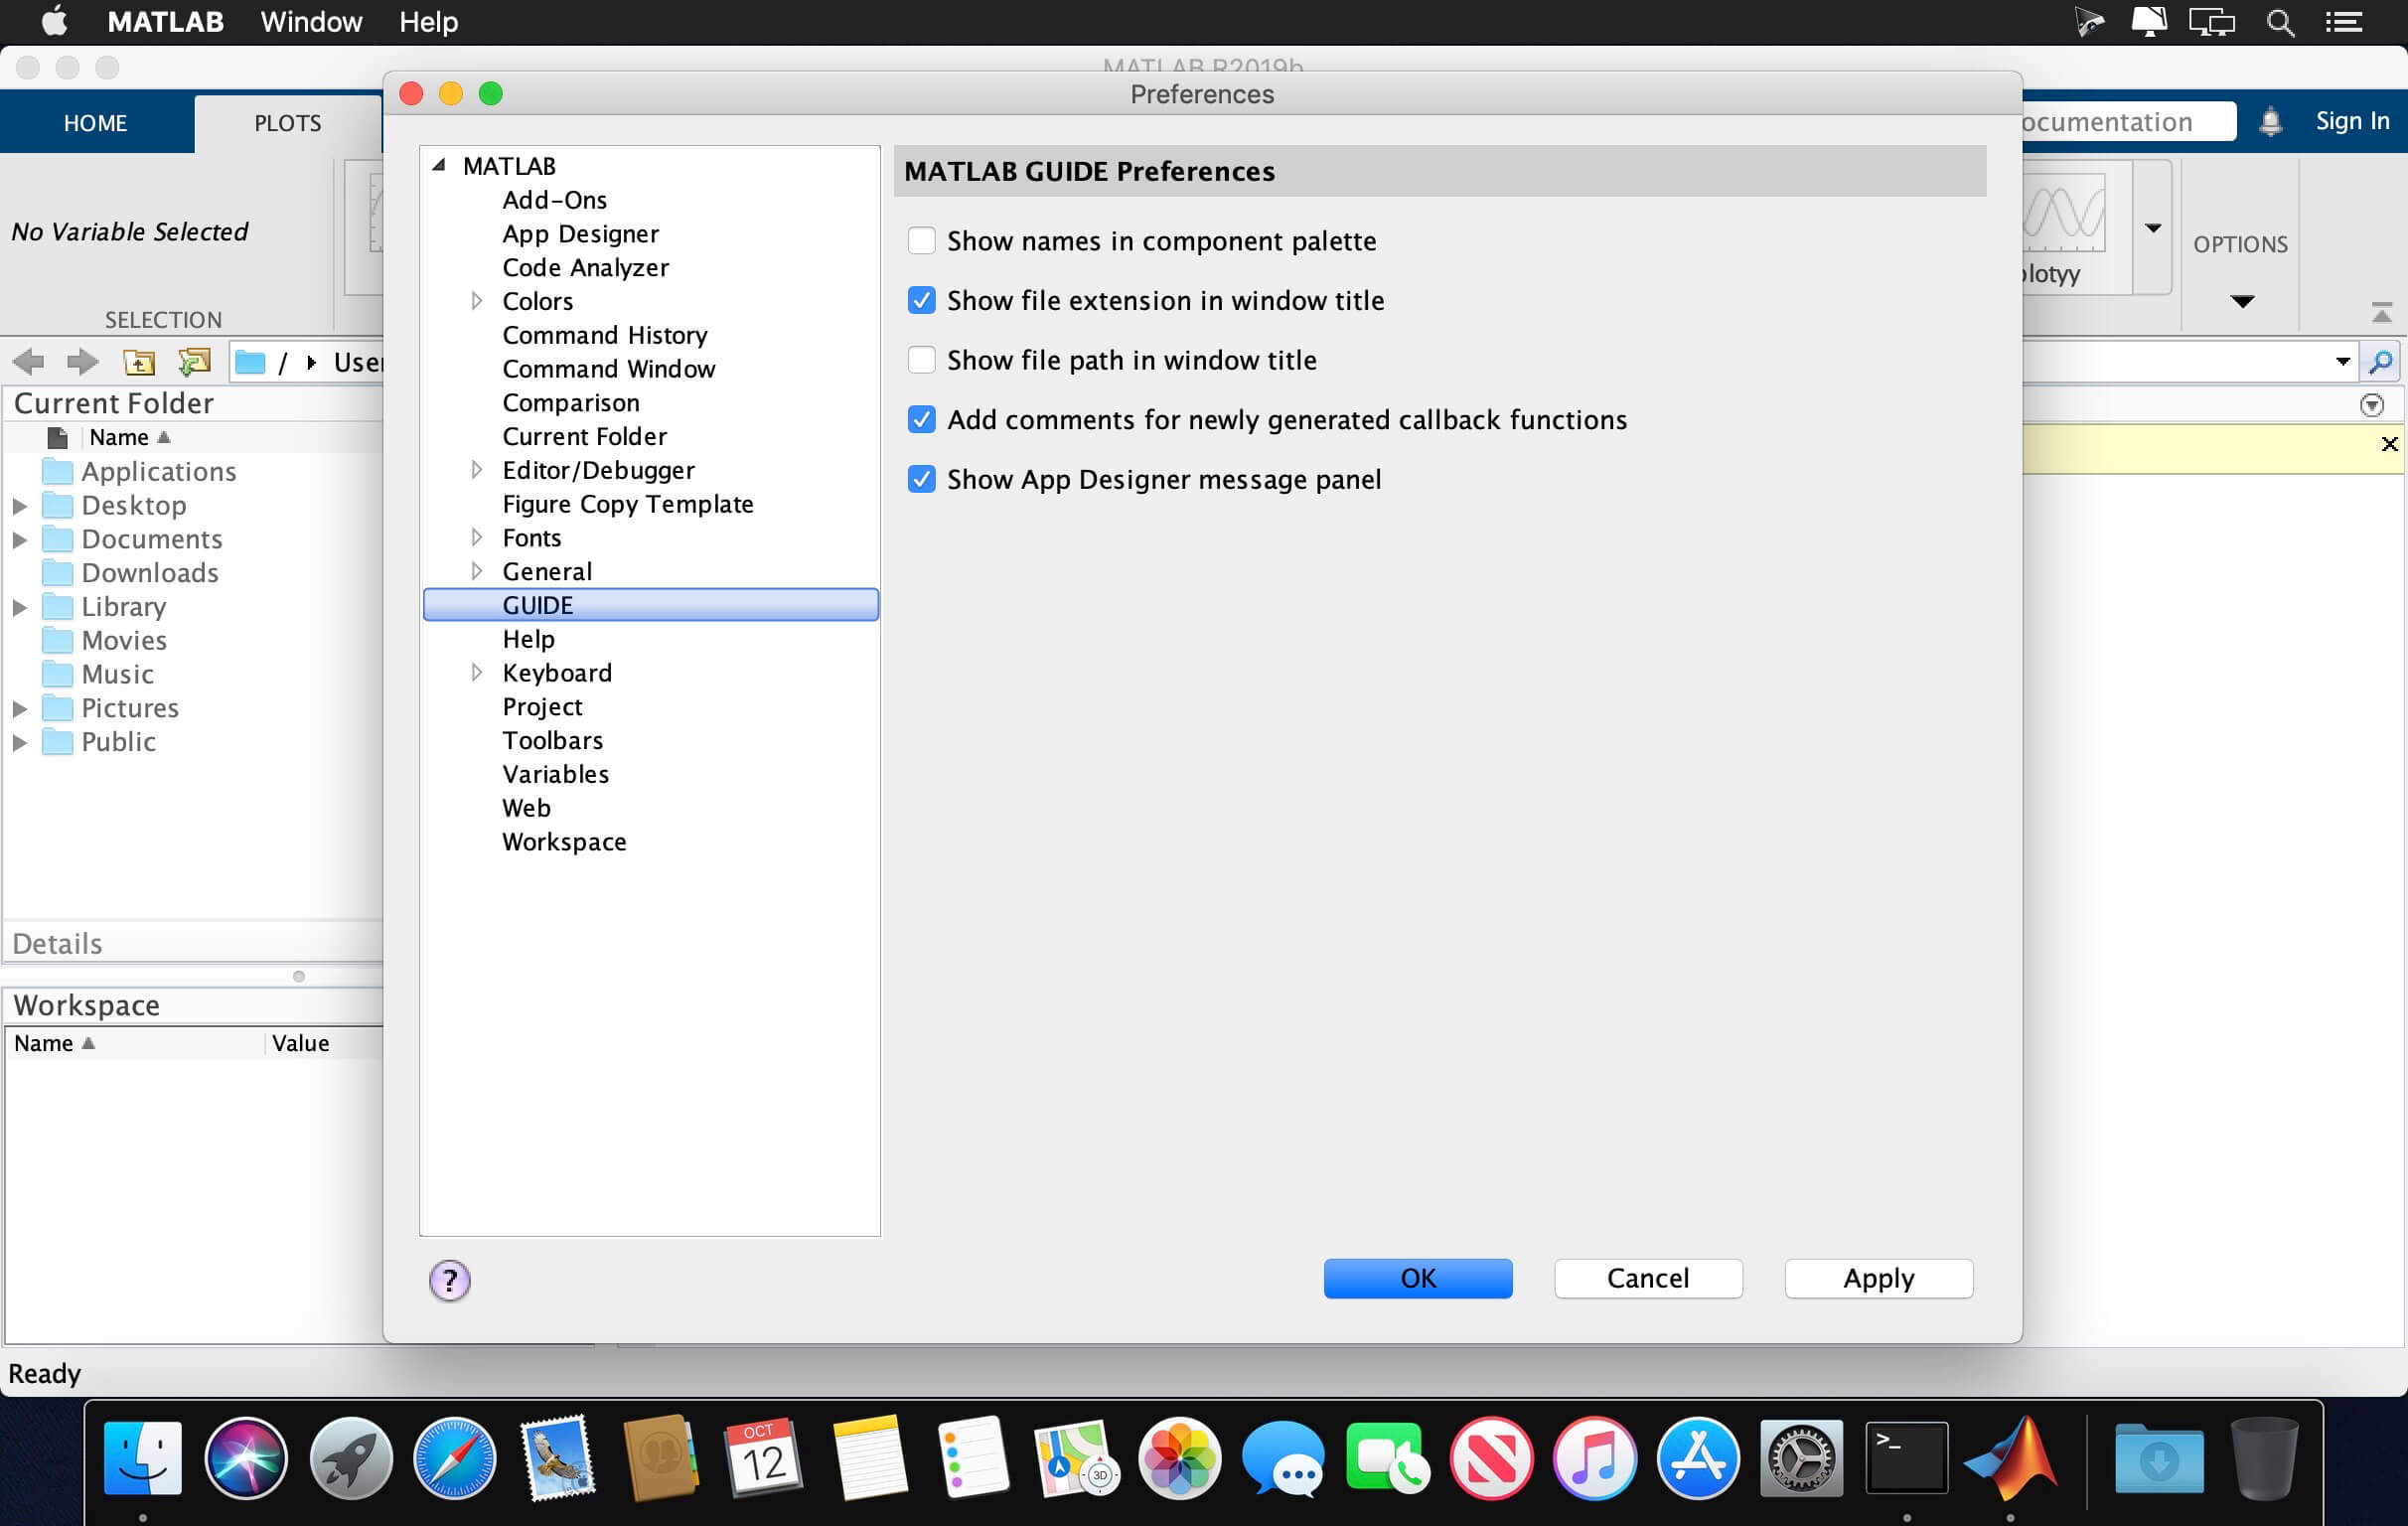 MATLAB Window Help
MATLAB R2019b
Preferences
HOME PLOTS
ocumentation Sign In
No Variable Selected
SELECTION
plotyy
OPTIONS
/ User
Current Folder
Name
Applications
Desktop
Documents
Downloads
Library
Movies
Music
Pictures
Public
Details
Workspace
Name Value
Ready
MATLAB
Add-Ons
App Designer
Code Analyzer
Colors
Command History
Command Window
Comparison
Current Folder
Editor/Debugger
Figure Copy Template
Fonts
General
GUIDE
Help
Keyboard
Project
Toolbars
Variables
Web
Workspace
MATLAB GUIDE Preferences
Show names in component palette
Show file extension in window title
Show file path in window title
Add comments for newly generated callback functions
Show App Designer message panel
?
OK Cancel Apply
OCT
12
3D
>_